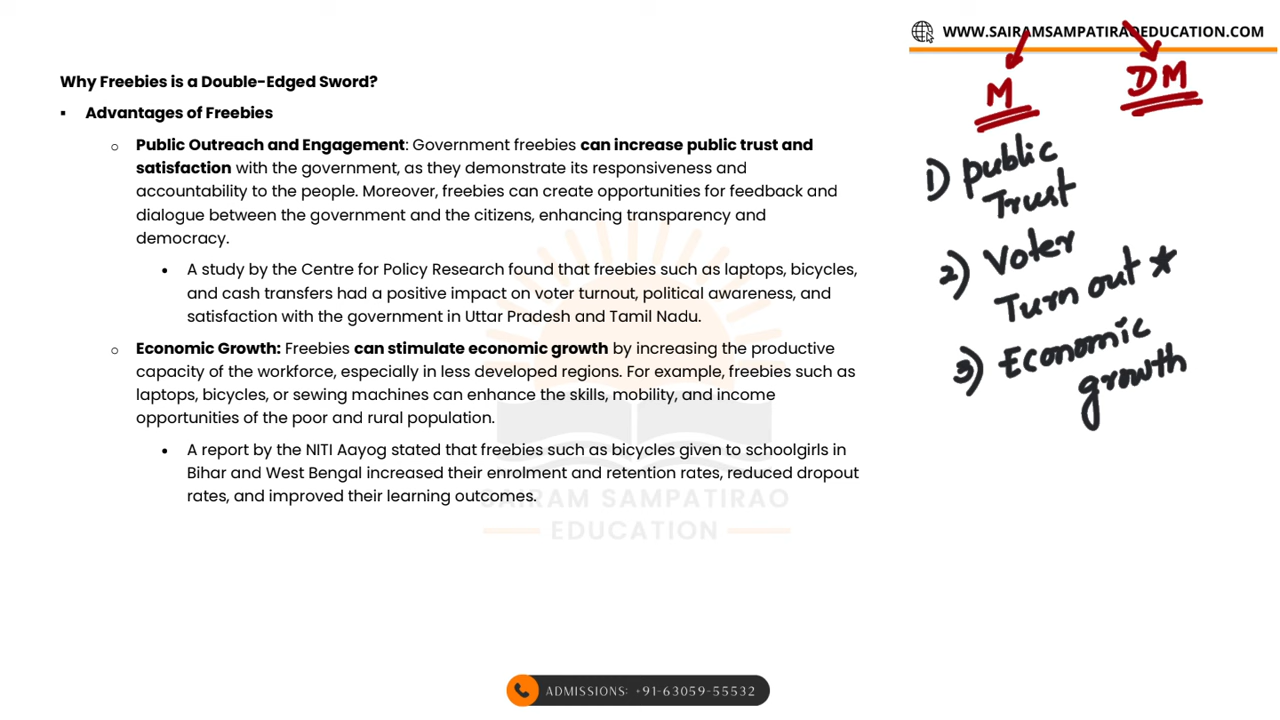 WWW.SAIRAMSAMPATIRAOEDUCATION.COM
Why Freebies is a Double-Edged Sword?
▪ Advantages of Freebies
○ Public Outreach and Engagement: Government freebies can increase public trust and
satisfaction with the government, as they demonstrate its responsiveness and
accountability to the people. Moreover, freebies can create opportunities for feedback and
dialogue between the government and the citizens, enhancing transparency and
democracy.
• A study by the Centre for Policy Research found that freebies such as laptops, bicycles,
and cash transfers had a positive impact on voter turnout, political awareness, and
satisfaction with the government in Uttar Pradesh and Tamil Nadu.
○ Economic Growth: Freebies can stimulate economic growth by increasing the productive
capacity of the workforce, especially in less developed regions. For example, freebies such as
laptops, bicycles, or sewing machines can enhance the skills, mobility, and income
opportunities of the poor and rural population.
• A report by the NITI Aayog stated that freebies such as bicycles given to schoolgirls in
Bihar and West Bengal increased their enrolment and retention rates, reduced dropout
rates, and improved their learning outcomes.
M
DM
1) public
Trust
2) Voter
Turn out ★
3) Economic
growth
SAIRAM SAMPATIRAO
EDUCATION
ADMISSIONS: +91-63059-55532